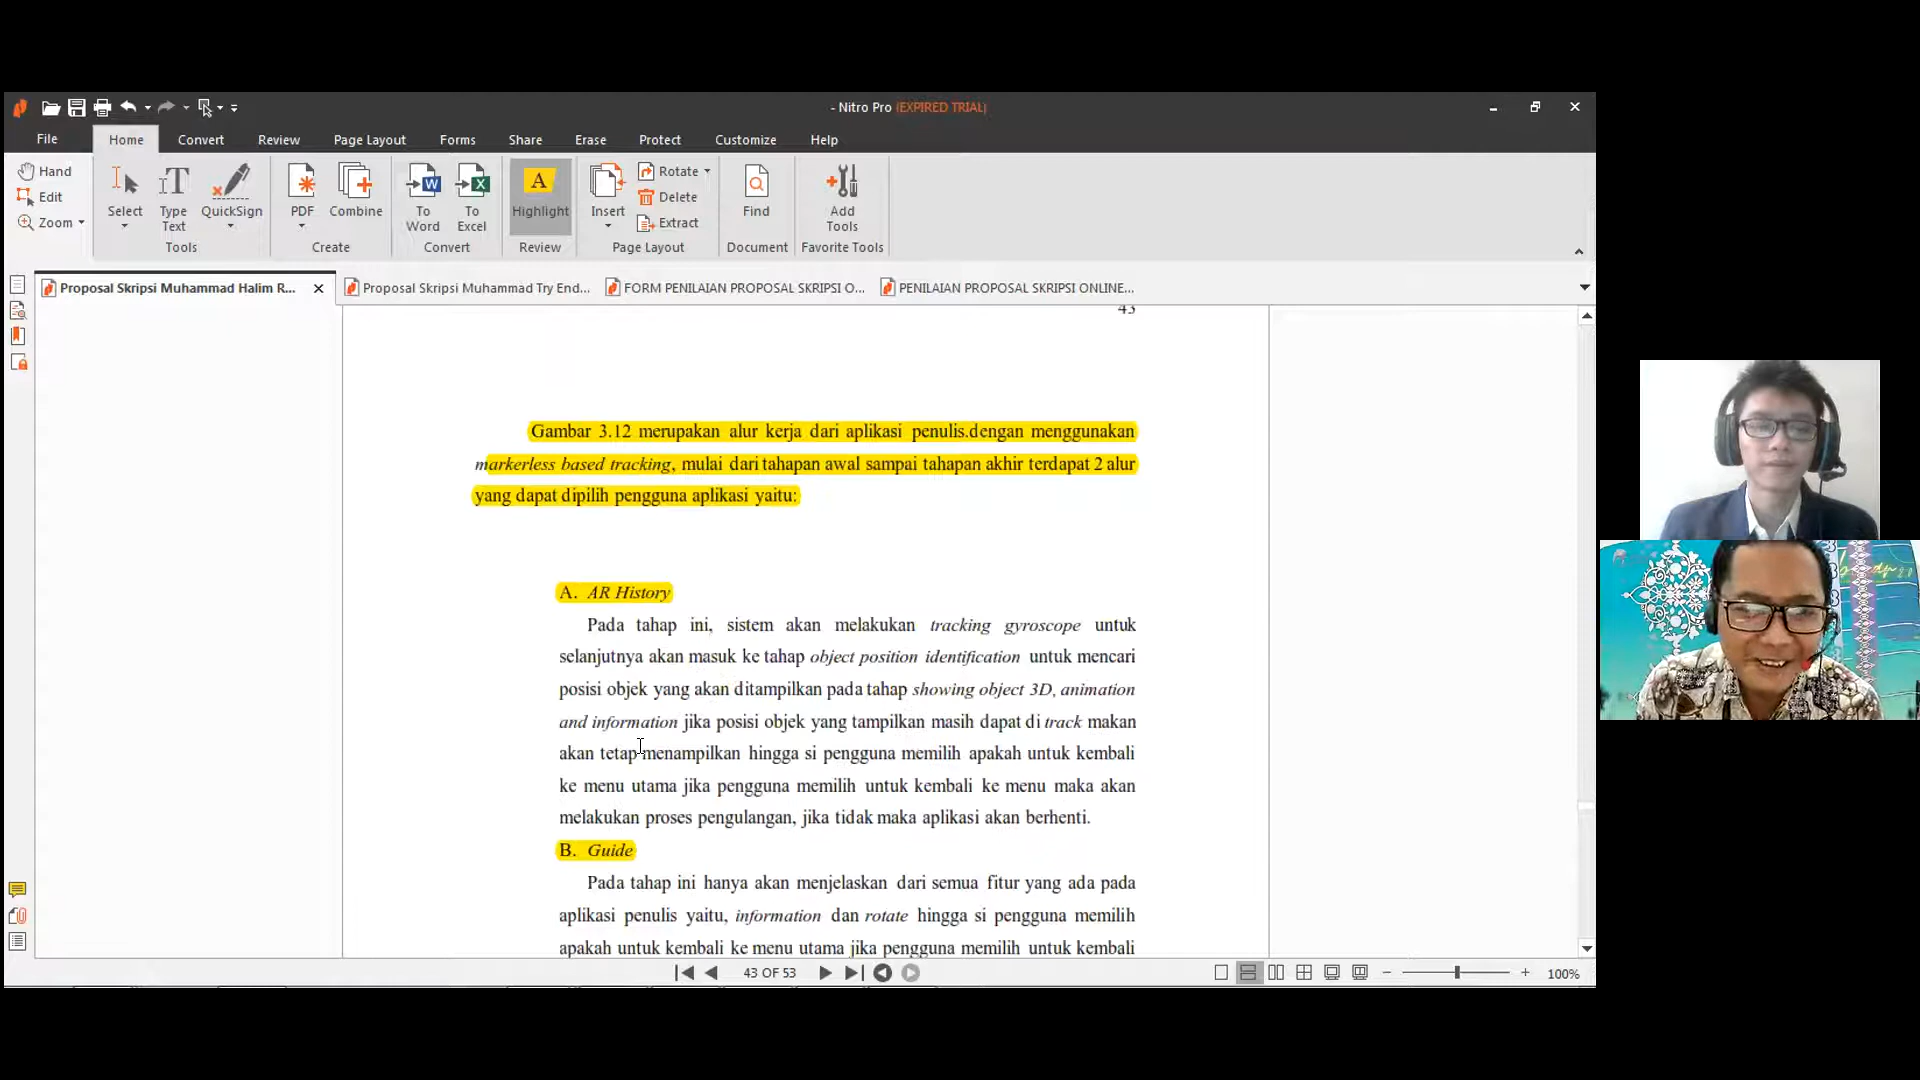 - Nitro Pro (EXPIRED TRIAL)
File Home Convert Review Page Layout Forms Share Erase Protect Customize Help
Hand
Edit
Zoom
Select
Type Text
QuickSign
Tools
PDF
Combine
Create
To Word
To Excel
Convert
Highlight
Review
Insert
Rotate
Delete
Extract
Page Layout
Find
Document
Add Tools
Favorite Tools
Proposal Skripsi Muhammad Halim R... Proposal Skripsi Muhammad Try End... FORM PENILAIAN PROPOSAL SKRIPSI O... PENILAIAN PROPOSAL SKRIPSI ONLINE...
43
Gambar 3.12 merupakan alur kerja dari aplikasi penulis.dengan menggunakan
markerless based tracking, mulai dari tahapan awal sampai tahapan akhir terdapat 2 alur
yang dapat dipilih pengguna aplikasi yaitu:
A. AR History
Pada tahap ini, sistem akan melakukan tracking gyroscope untuk
selanjutnya akan masuk ke tahap object position identification untuk mencari
posisi objek yang akan ditampilkan pada tahap showing object 3D, animation
and information jika posisi objek yang tampilkan masih dapat di track makan
akan tetap menampilkan hingga si pengguna memilih apakah untuk kembali
ke menu utama jika pengguna memilih untuk kembali ke menu maka akan
melakukan proses pengulangan, jika tidak maka aplikasi akan berhenti.
B. Guide
Pada tahap ini hanya akan menjelaskan dari semua fitur yang ada pada
aplikasi penulis yaitu, information dan rotate hingga si pengguna memilih
apakah untuk kembali ke menu utama jika pengguna memilih untuk kembali
43 OF 53
100%